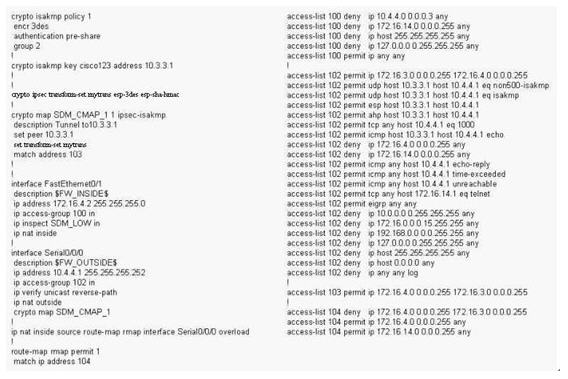 crypto isakmp policy 1
encr 3des
authentication pre-share
group 2
!
crypto isakmp key cisco123 address 10.3.3.1
!
!
crypto ipsec transform-set mytrans esp-3des esp-sha-hmac
!
crypto map SDM_CMAP_1 1 ipsec-isakmp
description Tunnel to10.3.3.1
set peer 10.3.3.1
set transform-set mytrans
match address 103
!
!
interface FastEthernet0/1
description $FW_INSIDE$
ip address 172.16.4.2 255.255.255.0
ip access-group 100 in
ip inspect SDM_LOW in
ip nat inside
!
interface Serial0/0/0
description $FW_OUTSIDE$
ip address 10.4.4.1 255.255.255.252
ip access-group 102 in
ip verify unicast reverse-path
ip nat outside
crypto map SDM_CMAP_1
!
ip nat inside source route-map rmap interface Serial0/0/0 overload
!
route-map rmap permit 1
match ip address 104
access-list 100 deny ip 10.4.4.0 0.0.0.3 any
access-list 100 deny ip 172.16.14.0 0.0.0.255 any
access-list 100 deny ip host 255.255.255.255 any
access-list 100 deny ip 127.0.0.0 0.255.255.255 any
access-list 100 permit ip any any
!
access-list 102 permit ip 172.16.3.0 0.0.0.255 172.16.4.0 0.0.0.255
access-list 102 permit udp host 10.3.3.1 host 10.4.4.1 eq non500-isakmp
access-list 102 permit udp host 10.3.3.1 host 10.4.4.1 eq isakmp
access-list 102 permit esp host 10.3.3.1 host 10.4.4.1
access-list 102 permit ahp host 10.3.3.1 host 10.4.4.1
access-list 102 permit tcp any host 10.4.4.1 eq 1000
access-list 102 permit icmp host 10.3.3.1 host 10.4.4.1 echo
access-list 102 deny ip 172.16.4.0 0.0.0.255 any
access-list 102 deny ip 172.16.14.0 0.0.0.255 any
access-list 102 permit icmp any host 10.4.4.1 echo-reply
access-list 102 permit icmp any host 10.4.4.1 time-exceeded
access-list 102 permit icmp any host 10.4.4.1 unreachable
access-list 102 permit tcp any host 172.16.14.1 eq telnet
access-list 102 permit eigrp any any
access-list 102 deny ip 10.0.0.0 0.255.255.255 any
access-list 102 deny ip 172.16.0.0 0.15.255.255 any
access-list 102 deny ip 192.168.0.0 0.0.255.255 any
access-list 102 deny ip 127.0.0.0 0.255.255.255 any
access-list 102 deny ip host 255.255.255.255 any
access-list 102 deny ip host 0.0.0.0 any
access-list 102 deny ip any any log
!
access-list 103 permit ip 172.16.4.0 0.0.0.255 172.16.3.0 0.0.0.255
!
access-list 104 deny ip 172.16.4.0 0.0.0.255 172.16.3.0 0.0.0.255
access-list 104 permit ip 172.16.4.0 0.0.0.255 any
access-list 104 permit ip 172.16.14.0 0.0.0.255 any